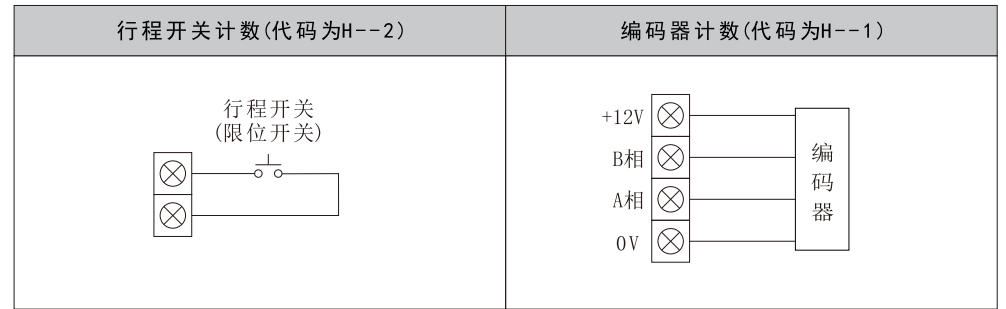 行程开关计数(代码为H--2)
编码器计数(代码为H--1)
行程开关
(限位开关)
+12V
B相
A相
0V
编
码
器